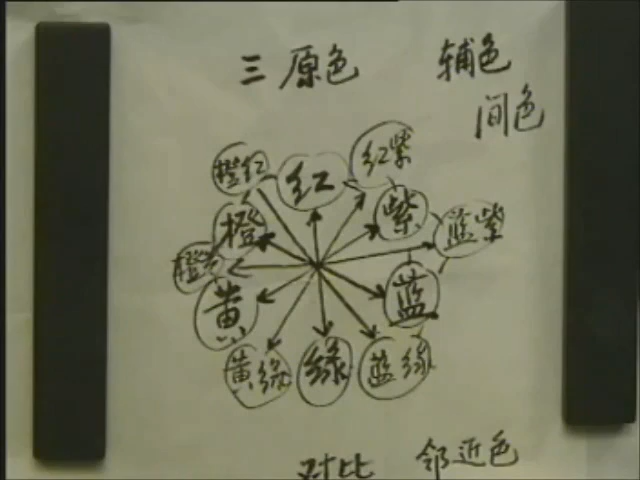 三原色 辅色
间色
橙红 红 红紫
橙 紫 蓝紫
橙
黄 蓝
黄绿 绿 蓝绿
对比 邻近色